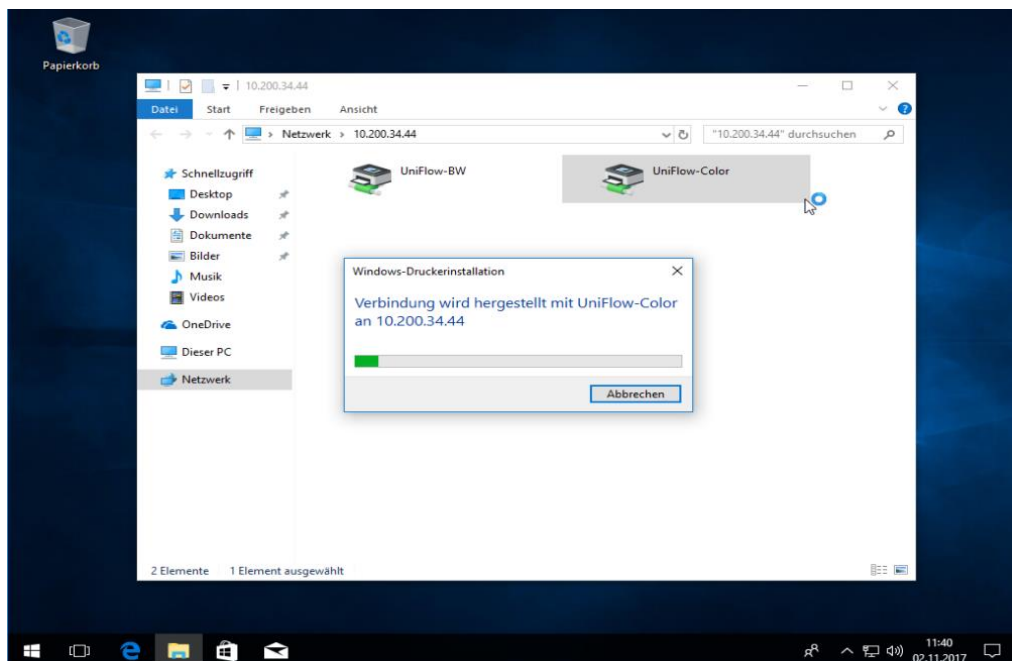 Papierkorb
10.200.34.44
Datei Start Freigeben Ansicht
Netzwerk > 10.200.34.44
"10.200.34.44" durchsuchen
Schnellzugriff
Desktop
Downloads
Dokumente
Bilder
Musik
Videos
OneDrive
Dieser PC
Netzwerk
UniFlow-BW
UniFlow-Color
Windows-Druckerinstallation
Verbindung wird hergestellt mit UniFlow-Color
an 10.200.34.44
Abbrechen
2 Elemente 1 Element ausgewählt
11:40
02.11.2017